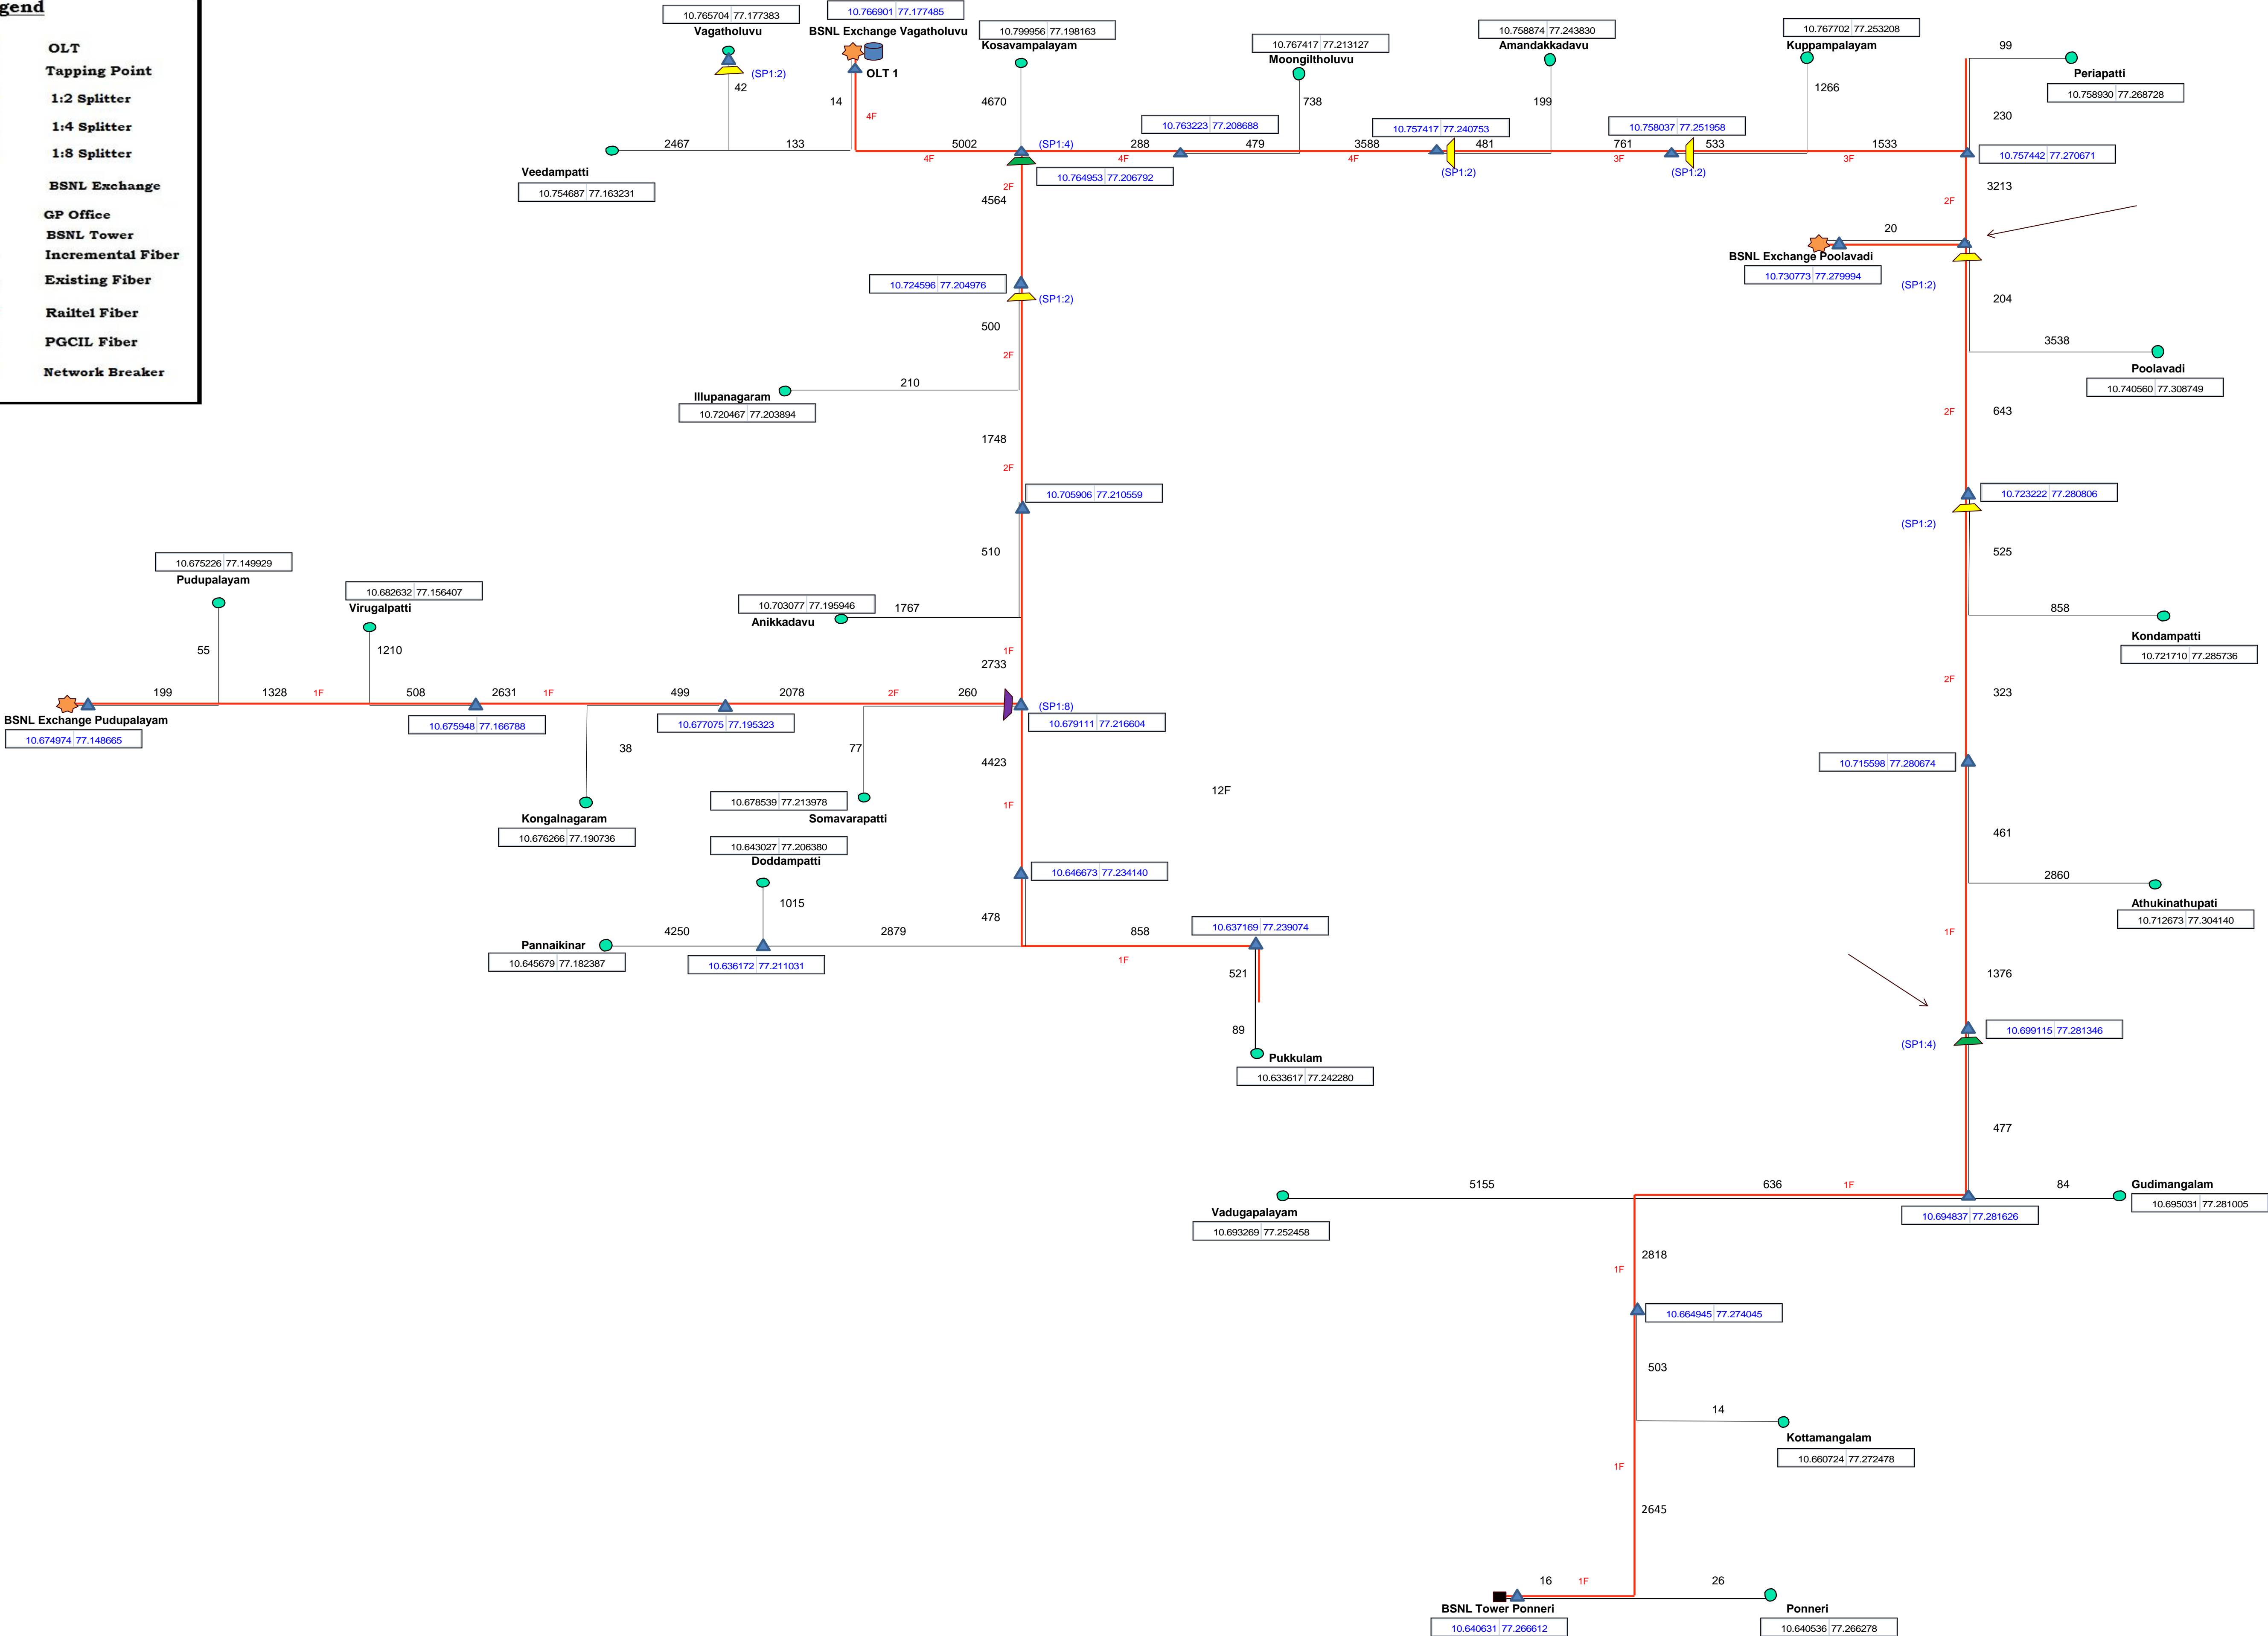 gend
OLT
Tapping Point
1:2 Splitter
1:4 Splitter
1:8 Splitter
BSNL Exchange
GP Office
BSNL Tower
Incremental Fiber
Existing Fiber
Railtel Fiber
PGCIL Fiber
Network Breaker
10.765704 77.177383
Vagatholuvu
(SP1:2)
42
10.766901 77.177485
BSNL Exchange Vagatholuvu
OLT 1
14
4F
10.799956 77.198163
Kosavampalayam
4670
10.767417 77.213127
Moongiltholuvu
738
10.758874 77.243830
Amandakkadavu
199
10.767702 77.253208
Kuppampalayam
1266
99
Periapatti
10.758930 77.268728
230
2467
133
Veedampatti
10.754687 77.163231
5002
4F
(SP1:4)
10.764953 77.206792
288
4F
10.763223 77.208688
479
3588
4F
10.757417 77.240753
(SP1:2)
481
761
3F
10.758037 77.251958
(SP1:2)
533
1533
3F
10.757442 77.270671
2F
4564
3213
2F
20
BSNL Exchange Poolavadi
10.730773 77.279994
(SP1:2)
204
3538
Poolavadi
10.740560 77.308749
10.724596 77.204976
(SP1:2)
500
2F
210
Illupanagaram
10.720467 77.203894
2F
643
1748
2F
10.705906 77.210559
10.723222 77.280806
(SP1:2)
510
525
10.675226 77.149929
Pudupalayam
55
10.682632 77.156407
Virugalpatti
1210
10.703077 77.195946
1767
Anikkadavu
858
Kondampatti
10.721710 77.285736
1F
2733
2F
323
199
1328
1F
508
2631
1F
499
2078
2F
260
(SP1:8)
10.679111 77.216604
BSNL Exchange Pudupalayam
10.674974 77.148665
10.675948 77.166788
10.677075 77.195323
38
77
4423
10.715598 77.280674
12F
Kongalnagaram
10.676266 77.190736
10.678539 77.213978
Somavarapatti
1F
461
10.643027 77.206380
Doddampatti
1015
10.646673 77.234140
2860
Athukinathupati
10.712673 77.304140
478
4250
2879
858
1F
10.637169 77.239074
1F
Pannaikinar
10.645679 77.182387
10.636172 77.211031
521
1376
89
Pukkulam
10.633617 77.242280
10.699115 77.281346
(SP1:4)
477
5155
636
1F
84
Gudimangalam
10.695031 77.281005
Vadugapalayam
10.693269 77.252458
10.694837 77.281626
2818
1F
10.664945 77.274045
503
14
Kottamangalam
10.660724 77.272478
1F
2645
16
1F
26
BSNL Tower Ponneri
10.640631 77.266612
Ponneri
10.640536 77.266278